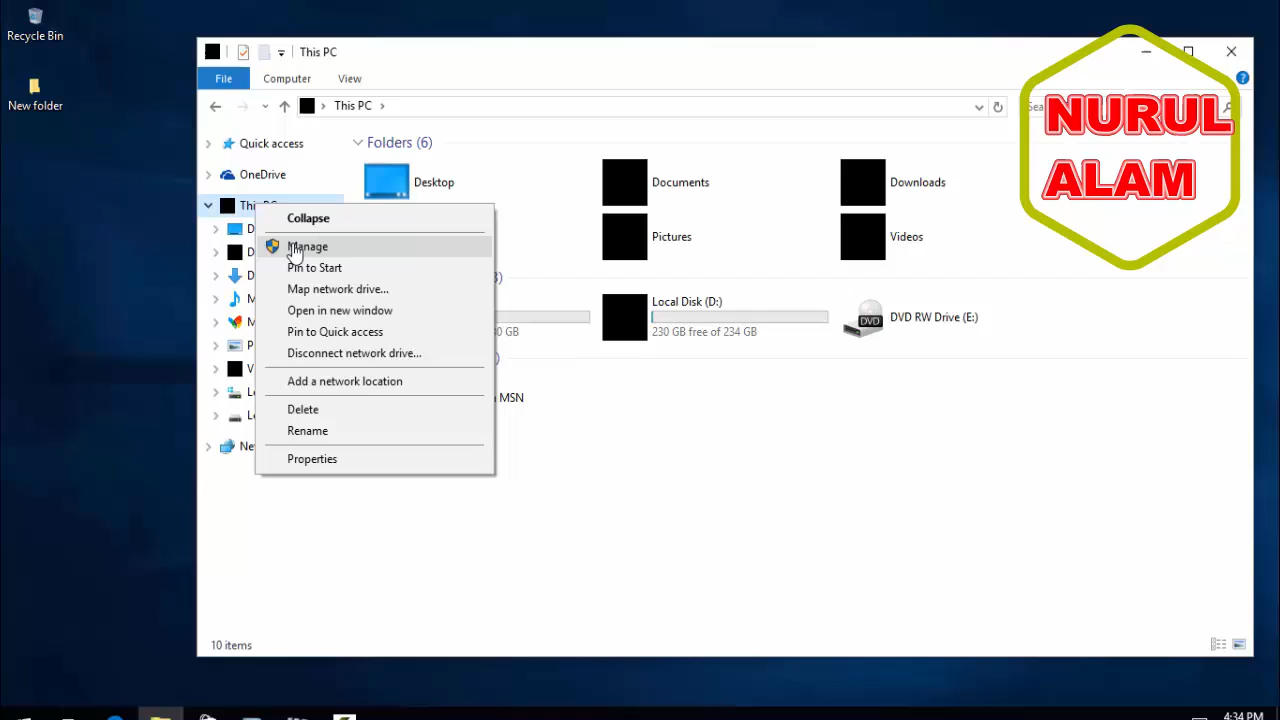 Recycle Bin
New folder
This PC
File
Computer
View
This PC
NURUL
ALAM
Quick access
Folders (6)
OneDrive
Desktop
Documents
Downloads
Collapse
Manage
Pictures
Videos
Pin to Start
Map network drive...
Open in new window
Local Disk (D:)
DVD RW Drive (E:)
DVD
Pin to Quick access
230 GB free of 234 GB
Disconnect network drive...
Add a network location
MSN
Delete
Rename
Properties
10 items
4:34 PM